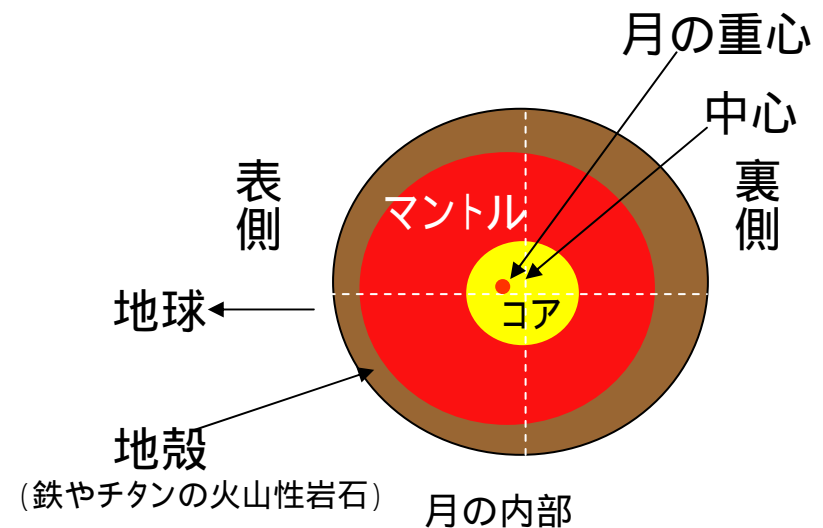 月の重心
中心
表側
裏側
マントル
コア
地球
地殻
(鉄やチタンの火山性岩石)
月の内部